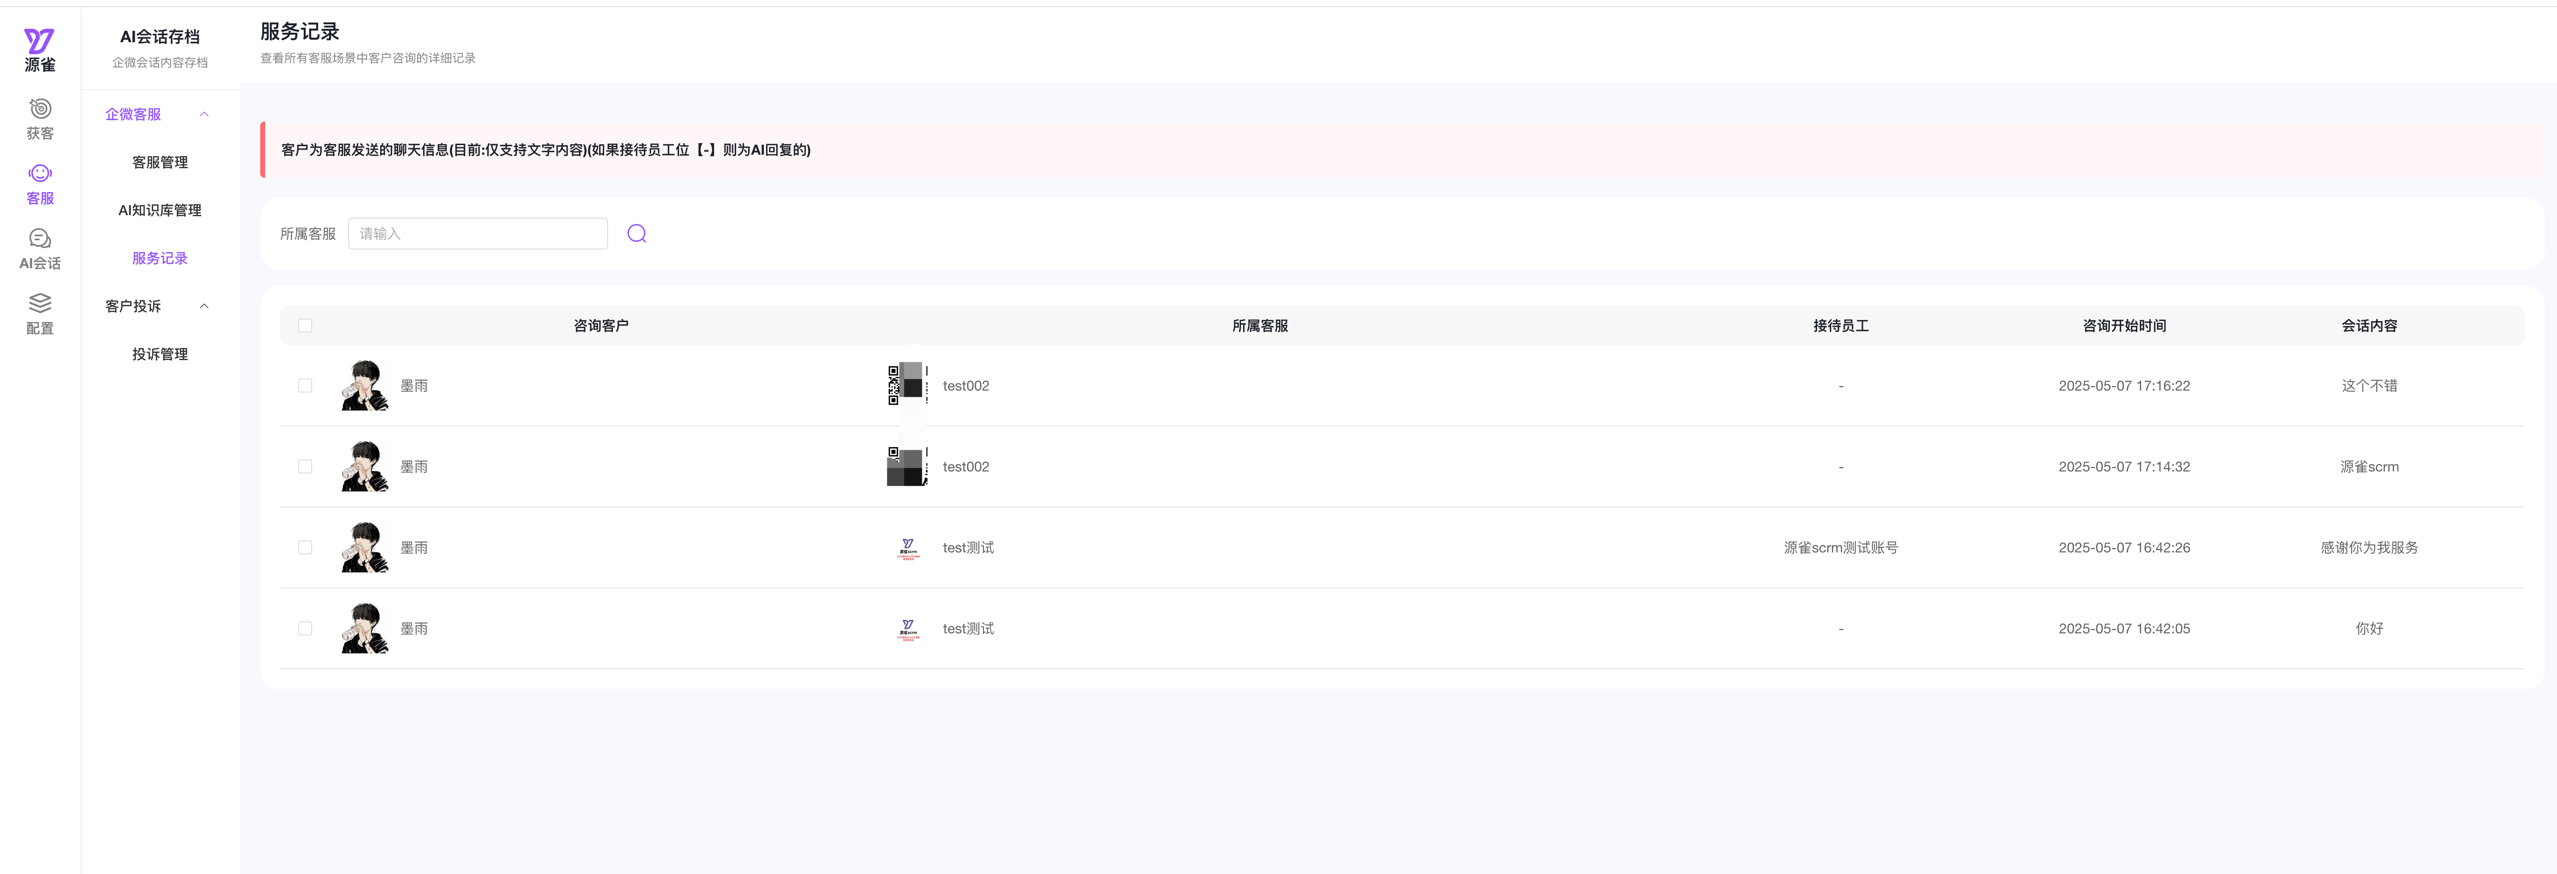 源雀
获客
客服
AI会话
配置
AI会话存档
企微会话内容存档
企微客服
客服管理
AI知识库管理
服务记录
客户投诉
投诉管理
服务记录
查看所有客服场景中客户咨询的详细记录
客户为客服发送的聊天信息(目前:仅支持文字内容)(如果接待员工位【-】则为AI回复的)
所属客服 请输入
咨询客户 所属客服 接待员工 咨询开始时间 会话内容
墨雨 test002 - 2025-05-07 17:16:22 这个不错
墨雨 test002 - 2025-05-07 17:14:32 源雀scrm
墨雨 test测试 源雀scrm测试账号 2025-05-07 16:42:26 感谢你为我服务
墨雨 test测试 - 2025-05-07 16:42:05 你好